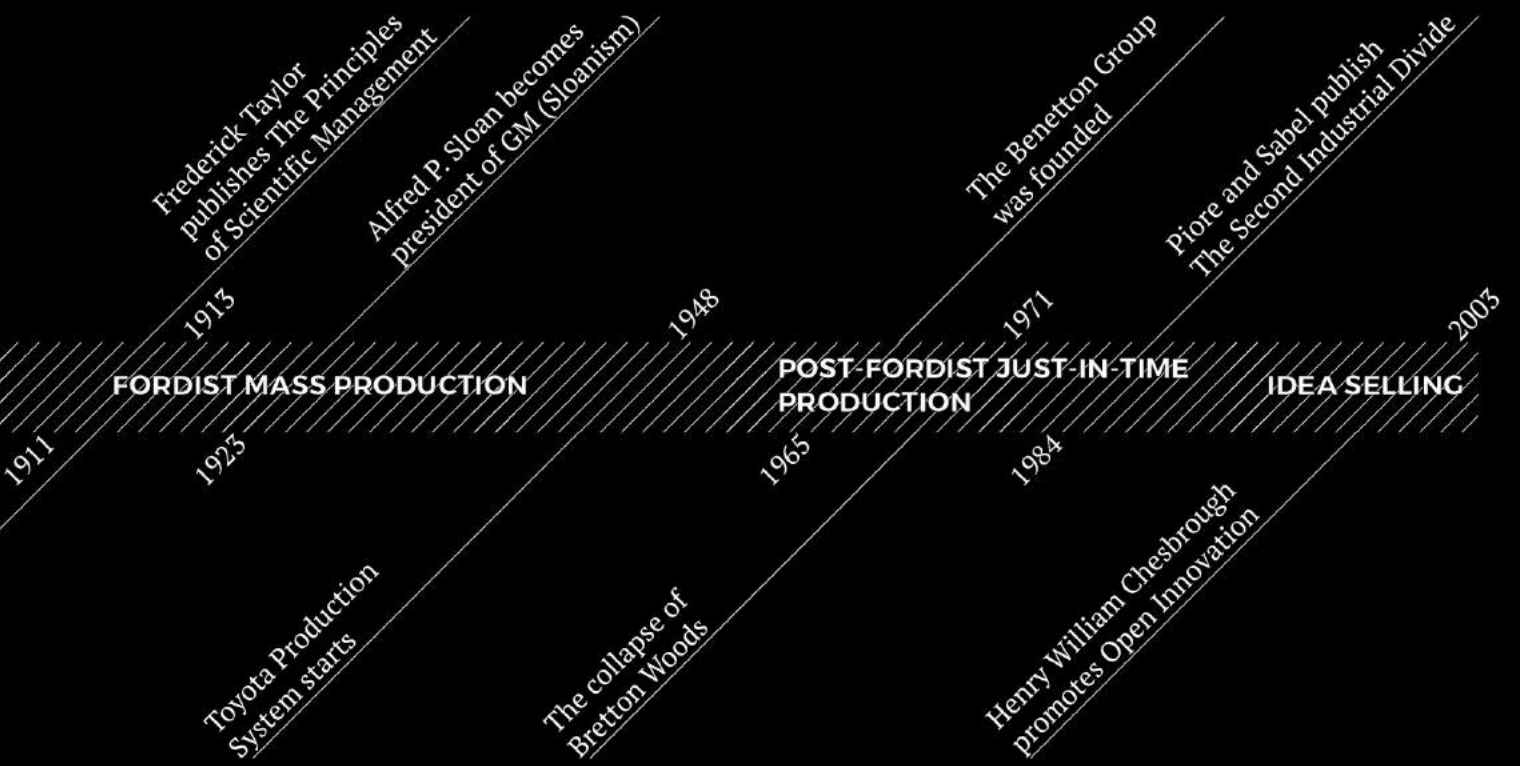 Frederick Taylor
publishes The Principles
of Scientific Management
Alfred P. Sloan becomes
president of GM (Sloanism)
The Benetton Group
was founded
Piore and Sabel publish
The Second Industrial Divide
1913
1948
1971
2003
FORDIST MASS PRODUCTION
POST-FORDIST JUST-IN-TIME
PRODUCTION
IDEA SELLING
1911
1923
1965
1984
Toyota Production
System starts
The collapse of
Bretton Woods
Henry William Chesbrough
promotes Open Innovation